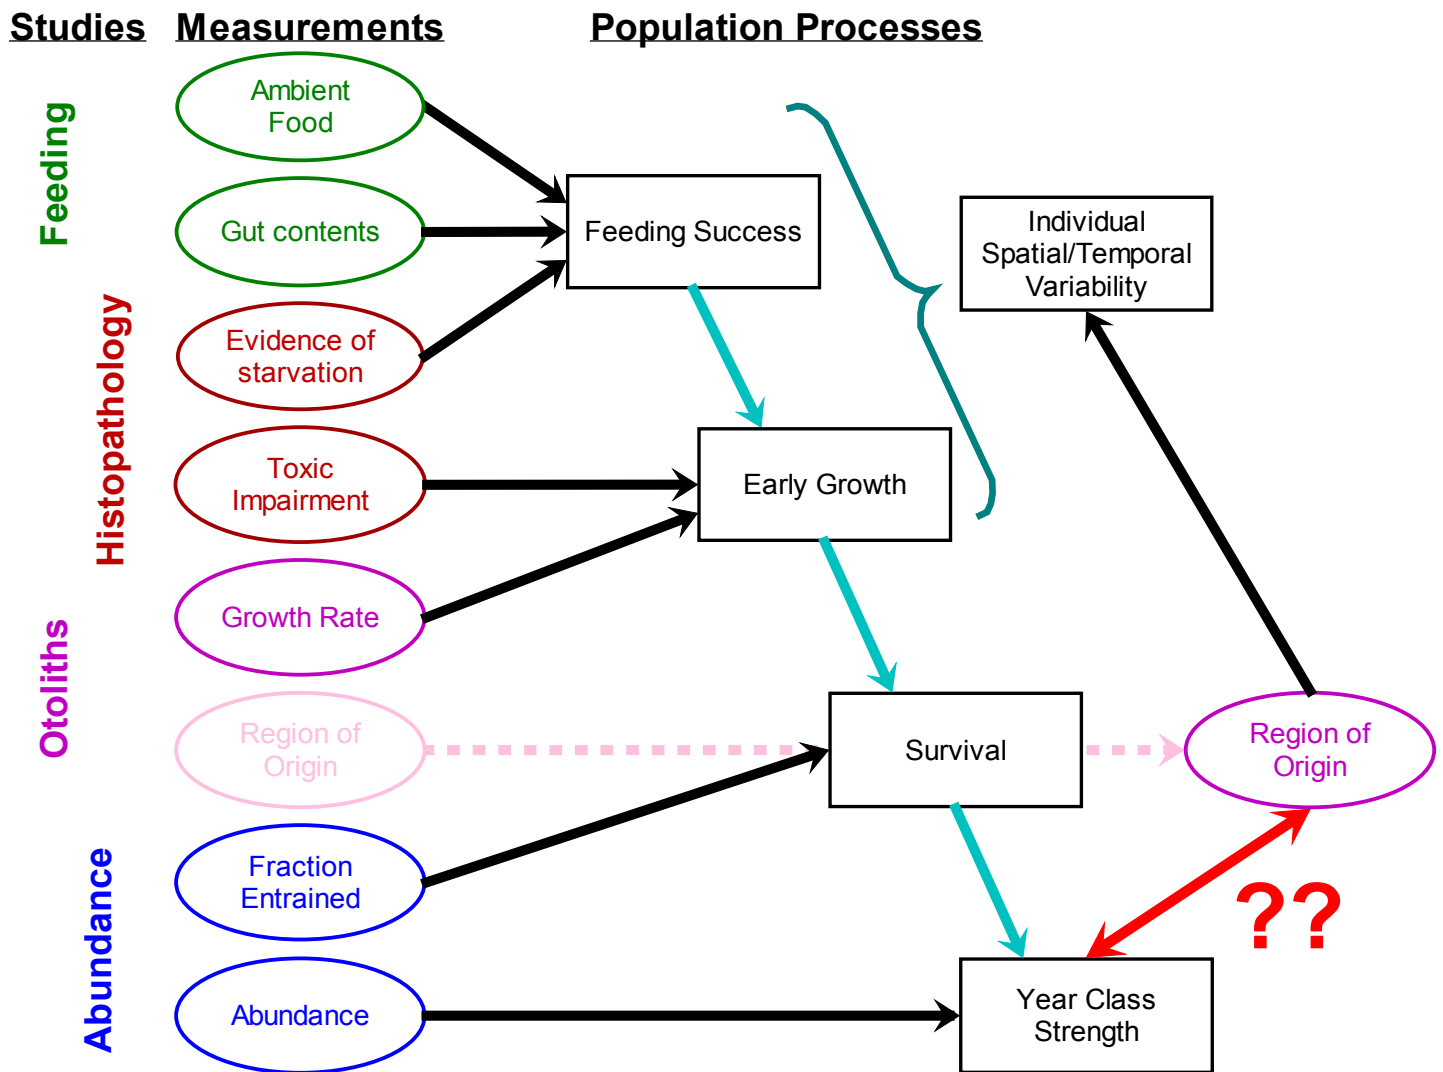 Studies Measurements Population Processes
Feeding
Histopathology
Otoliths
Abundance
Ambient
Food
Gut contents
Evidence of
starvation
Toxic
Impairment
Growth Rate
Region of
Origin
Fraction
Entrained
Abundance
Feeding Success
Early Growth
Survival
Year Class
Strength
Individual
Spatial/Temporal
Variability
Region of
Origin
??